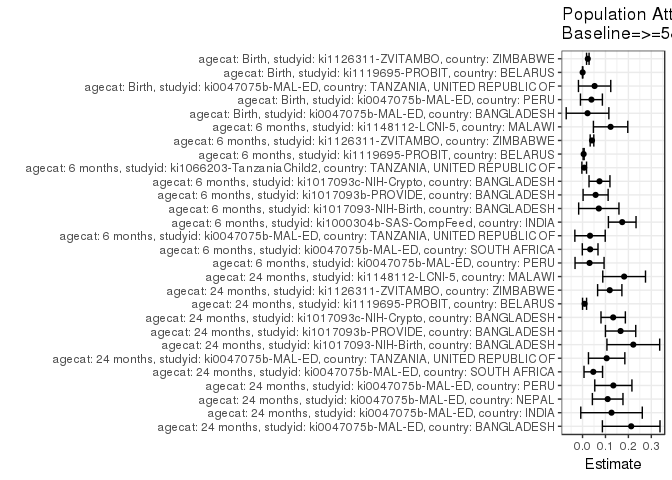 Population Att
Baseline=>=5
agecat: Birth, studyid: ki1126311-ZVITAMBO, country: ZIMBABWE
agecat: Birth, studyid: ki1119695-PROBIT, country: BELARUS
agecat: Birth, studyid: ki0047075b-MAL-ED, country: TANZANIA, UNITED REPUBLIC OF
agecat: Birth, studyid: ki0047075b-MAL-ED, country: PERU
agecat: Birth, studyid: ki0047075b-MAL-ED, country: BANGLADESH
agecat: 6 months, studyid: ki1148112-LCNI-5, country: MALAWI
agecat: 6 months, studyid: ki1126311-ZVITAMBO, country: ZIMBABWE
agecat: 6 months, studyid: ki1119695-PROBIT, country: BELARUS
agecat: 6 months, studyid: ki1066203-TanzaniaChild2, country: TANZANIA, UNITED REPUBLIC OF
agecat: 6 months, studyid: ki1017093c-NIH-Crypto, country: BANGLADESH
agecat: 6 months, studyid: ki1017093b-PROVIDE, country: BANGLADESH
agecat: 6 months, studyid: ki1017093-NIH-Birth, country: BANGLADESH
agecat: 6 months, studyid: ki1000304b-SAS-CompFeed, country: INDIA
agecat: 6 months, studyid: ki0047075b-MAL-ED, country: TANZANIA, UNITED REPUBLIC OF
agecat: 6 months, studyid: ki0047075b-MAL-ED, country: SOUTH AFRICA
agecat: 6 months, studyid: ki0047075b-MAL-ED, country: PERU
agecat: 24 months, studyid: ki1148112-LCNI-5, country: MALAWI
agecat: 24 months, studyid: ki1126311-ZVITAMBO, country: ZIMBABWE
agecat: 24 months, studyid: ki1119695-PROBIT, country: BELARUS
agecat: 24 months, studyid: ki1017093c-NIH-Crypto, country: BANGLADESH
agecat: 24 months, studyid: ki1017093b-PROVIDE, country: BANGLADESH
agecat: 24 months, studyid: ki1017093-NIH-Birth, country: BANGLADESH
agecat: 24 months, studyid: ki0047075b-MAL-ED, country: TANZANIA, UNITED REPUBLIC OF
agecat: 24 months, studyid: ki0047075b-MAL-ED, country: SOUTH AFRICA
agecat: 24 months, studyid: ki0047075b-MAL-ED, country: PERU
agecat: 24 months, studyid: ki0047075b-MAL-ED, country: NEPAL
agecat: 24 months, studyid: ki0047075b-MAL-ED, country: INDIA
agecat: 24 months, studyid: ki0047075b-MAL-ED, country: BANGLADESH
0.0 0.1 0.2 0.3
Estimate